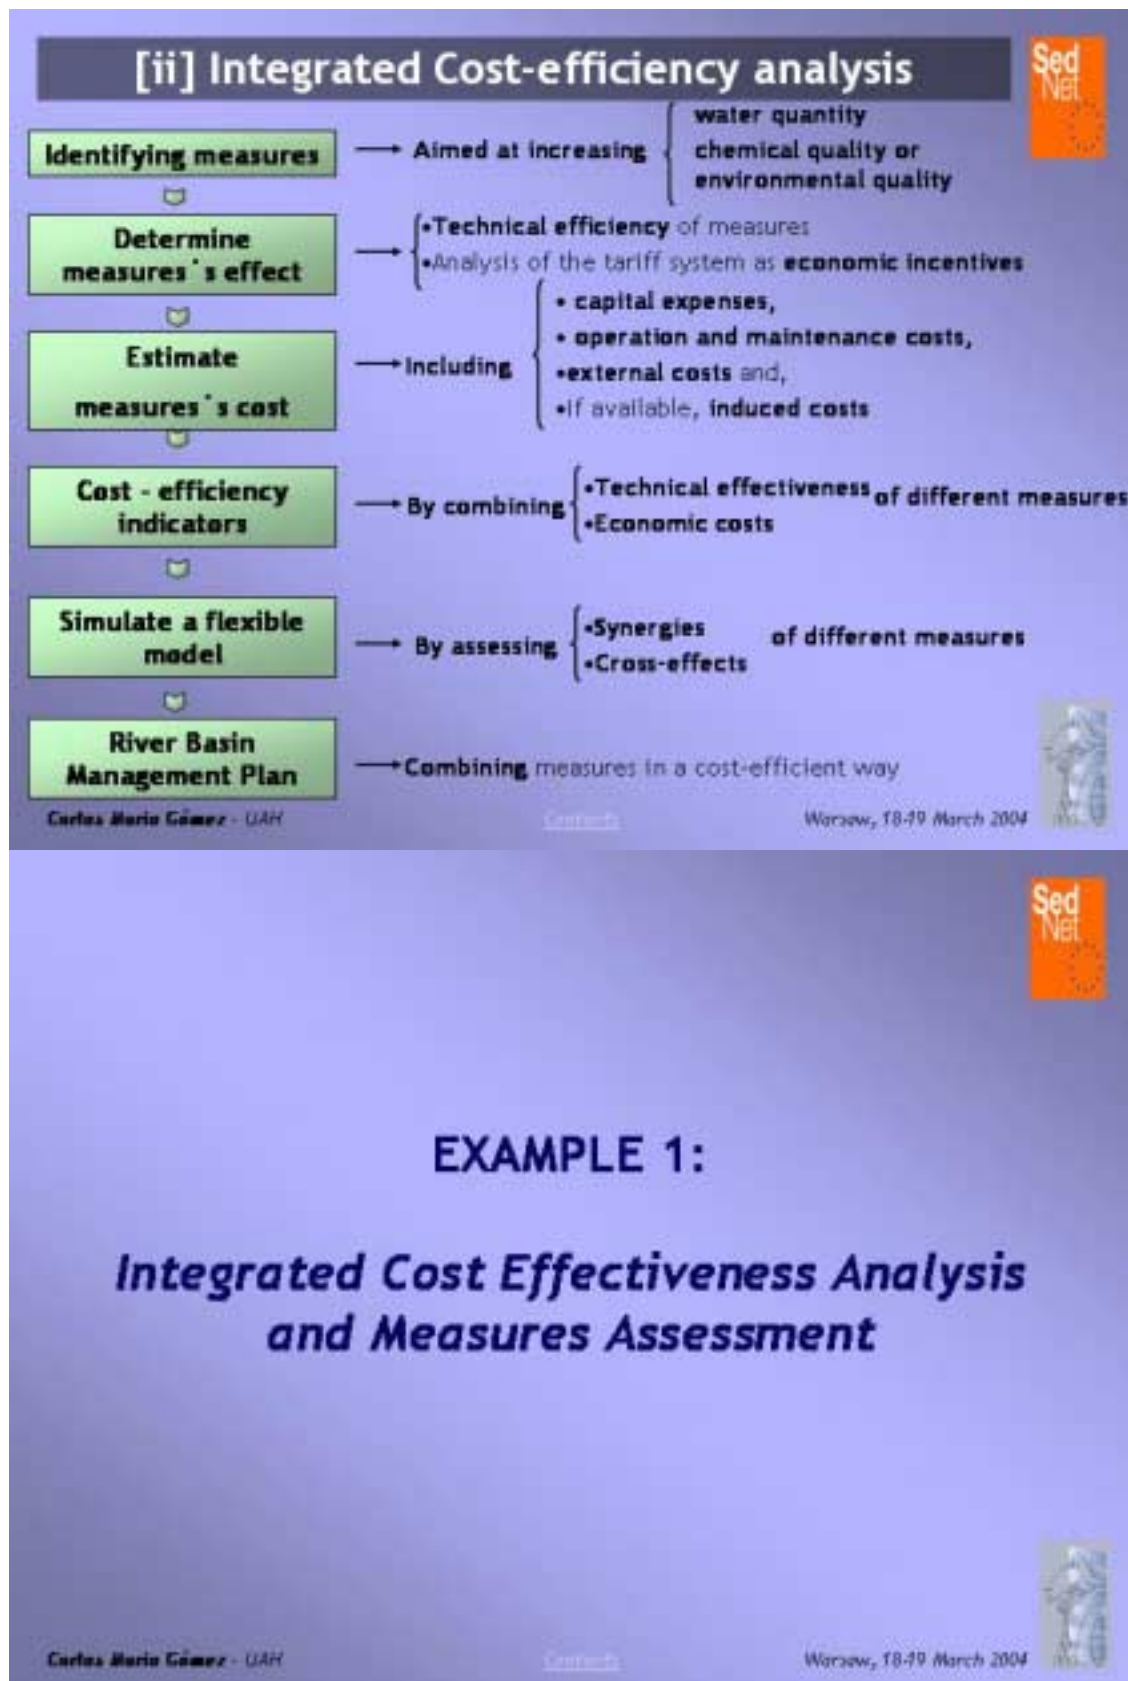 [ii] Integrated Cost-efficiency analysis
Sed
Net
Identifying measures
Aimed at increasing
water quantity
chemical quality or
environmental quality
Determine
measures´s effect
•Technical efficiency of measures
•Analysis of the tariff system as economic incentives
Estimate
measures´s cost
Including
• capital expenses,
• operation and maintenance costs,
•external costs and,
•If available, induced costs
Cost - efficiency
indicators
By combining
•Technical effectiveness
•Economic costs
of different measures
Simulate a flexible
model
By assessing
•Synergies
•Cross-effects
of different measures
River Basin
Management Plan
Combining measures in a cost-efficient way
Carlos Mario Gómez - UAH
Contents
Warsaw, 18-19 March 2004
Sed
Net
EXAMPLE 1:
Integrated Cost Effectiveness Analysis
and Measures Assessment
Carlos Mario Gómez - UAH
Contents
Warsaw, 18-19 March 2004